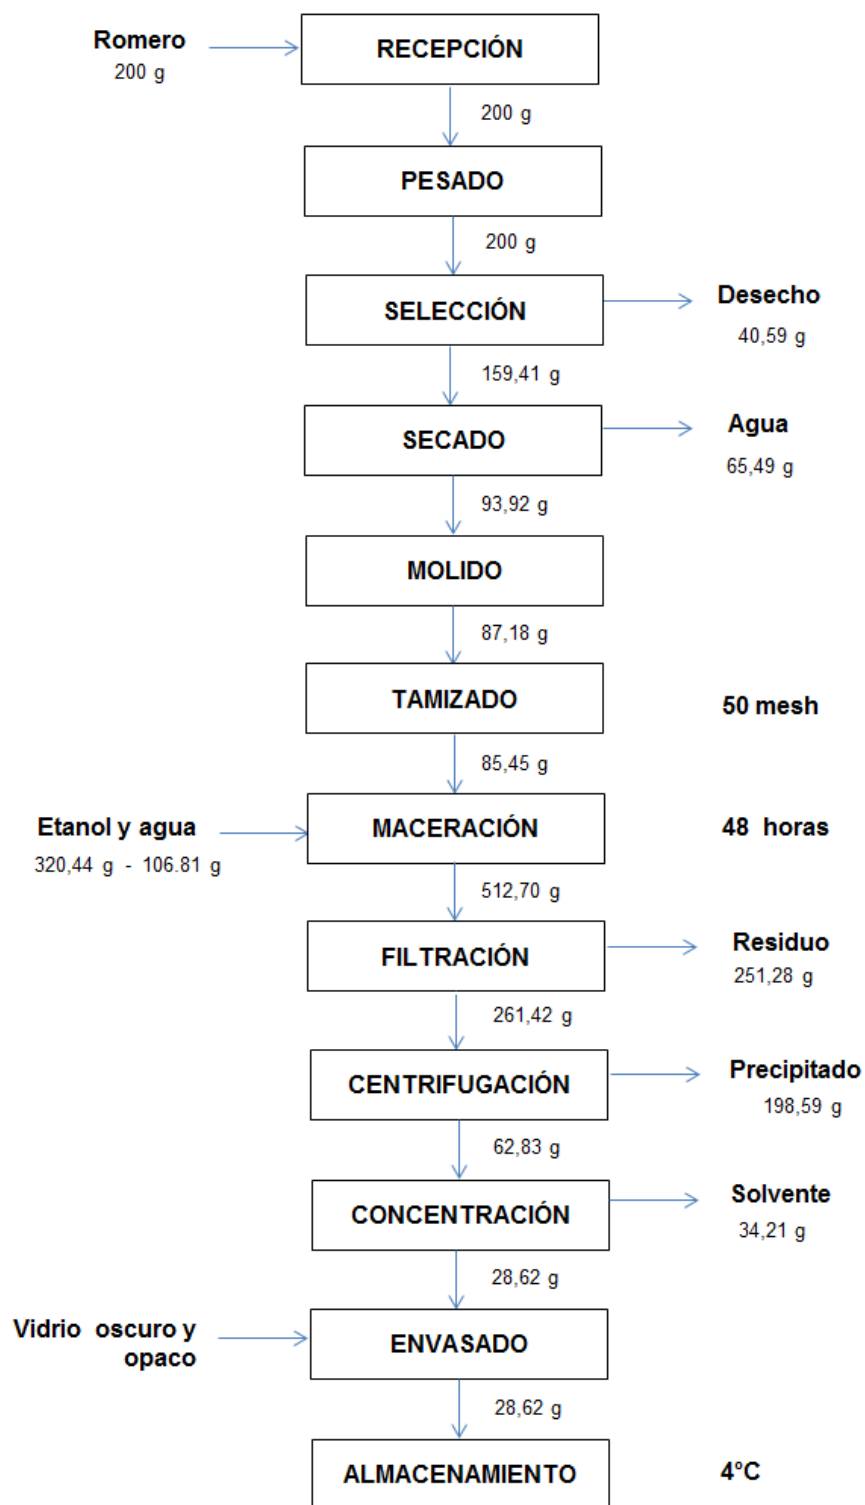 Romero
200 g
RECEPCIÓN
200 g
PESADO
200 g
SELECCIÓN
Desecho
40,59 g
159,41 g
SECADO
Agua
65,49 g
93,92 g
MOLIDO
87,18 g
TAMIZADO
50 mesh
85,45 g
Etanol y agua
320,44 g - 106.81 g
MACERACIÓN
48 horas
512,70 g
FILTRACIÓN
Residuo
251,28 g
261,42 g
CENTRIFUGACIÓN
Precipitado
198,59 g
62,83 g
CONCENTRACIÓN
Solvente
34,21 g
28,62 g
Vidrio oscuro y
opaco
ENVASADO
28,62 g
ALMACENAMIENTO
4°C